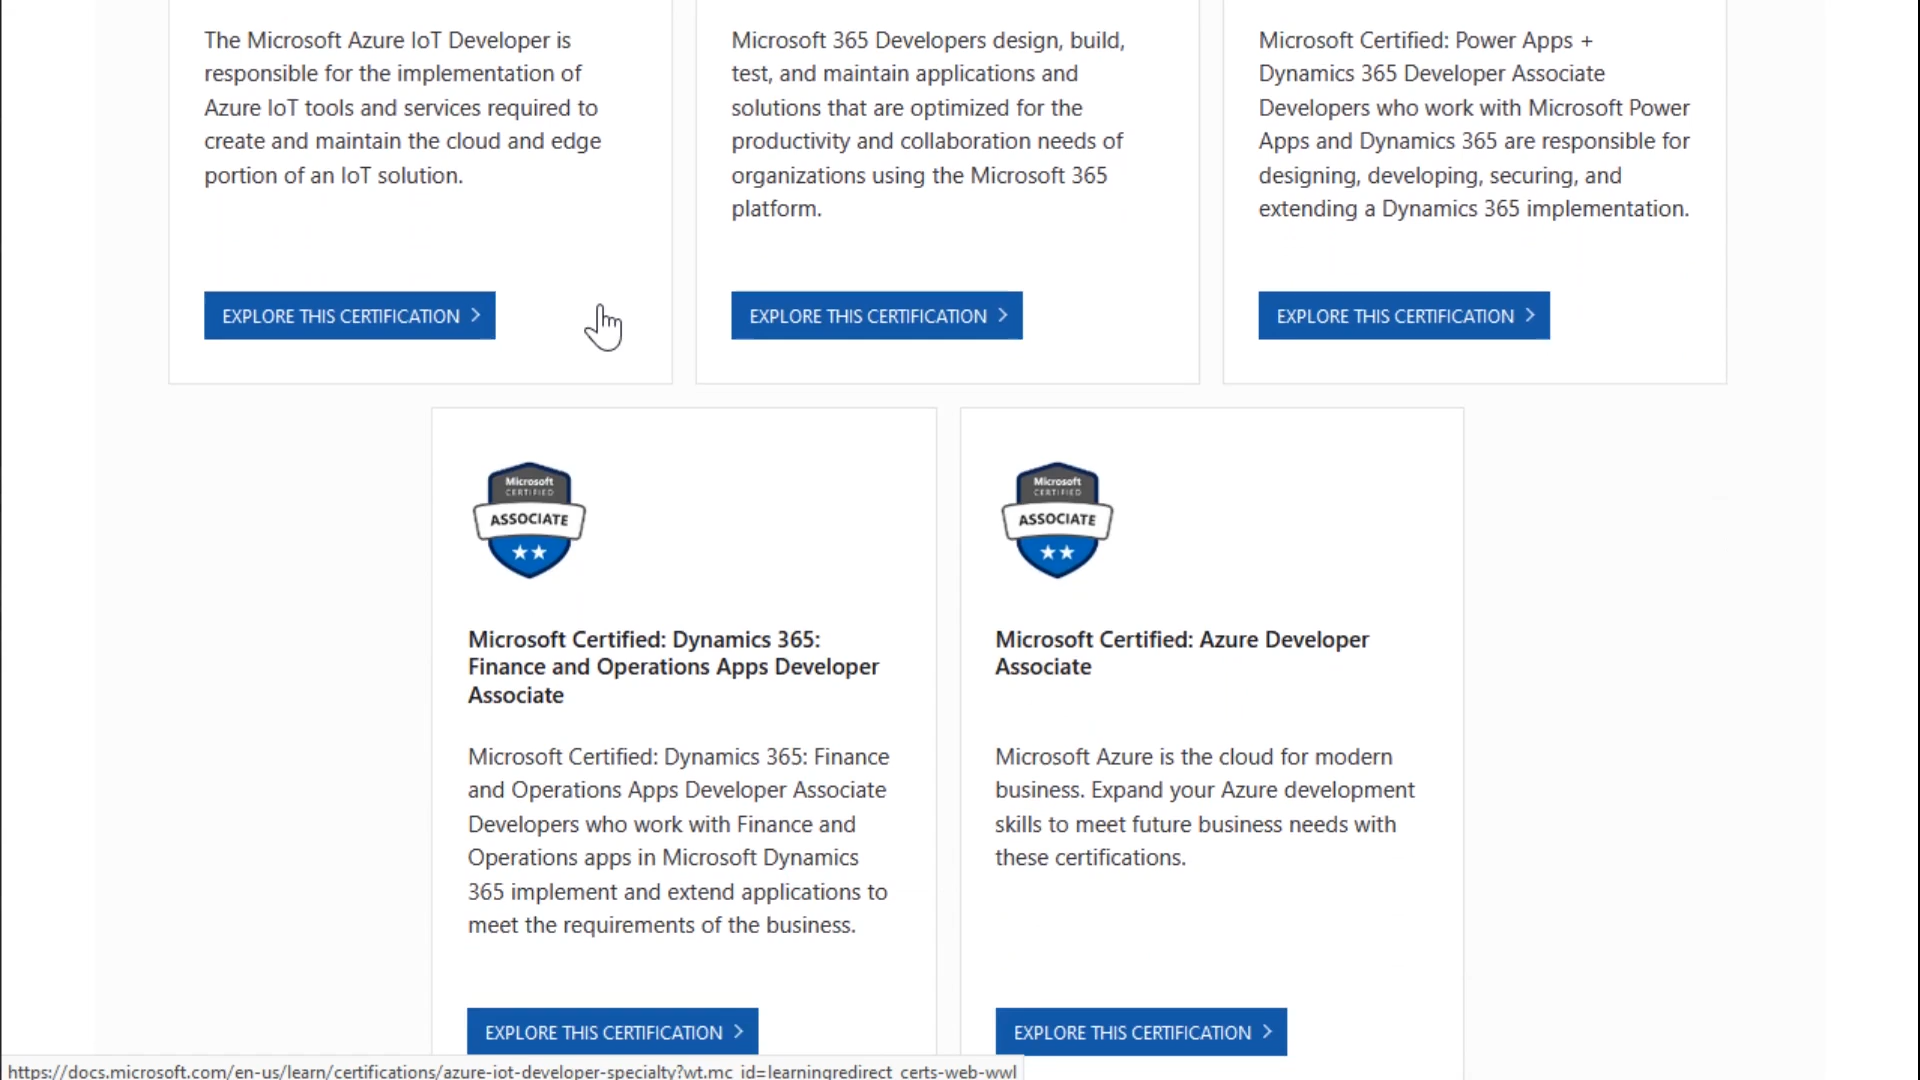 The Microsoft Azure IoT Developer is
responsible for the implementation of
Azure IoT tools and services required to
create and maintain the cloud and edge
portion of an IoT solution.
EXPLORE THIS CERTIFICATION >
Microsoft 365 Developers design, build,
test, and maintain applications and
solutions that are optimized for the
productivity and collaboration needs of
organizations using the Microsoft 365
platform.
EXPLORE THIS CERTIFICATION >
Microsoft Certified: Power Apps +
Dynamics 365 Developer Associate
Developers who work with Microsoft Power
Apps and Dynamics 365 are responsible for
designing, developing, securing, and
extending a Dynamics 365 implementation.
EXPLORE THIS CERTIFICATION >
Microsoft
CERTIFIED
ASSOCIATE
Microsoft Certified: Dynamics 365:
Finance and Operations Apps Developer
Associate
Microsoft Certified: Dynamics 365: Finance
and Operations Apps Developer Associate
Developers who work with Finance and
Operations apps in Microsoft Dynamics
365 implement and extend applications to
meet the requirements of the business.
EXPLORE THIS CERTIFICATION >
Microsoft
CERTIFIED
ASSOCIATE
Microsoft Certified: Azure Developer
Associate
Microsoft Azure is the cloud for modern
business. Expand your Azure development
skills to meet future business needs with
these certifications.
EXPLORE THIS CERTIFICATION >
https://docs.microsoft.com/en-us/learn/certifications/azure-iot-developer-specialty?wt.mc_id=learningredirect_certs-web-wwl